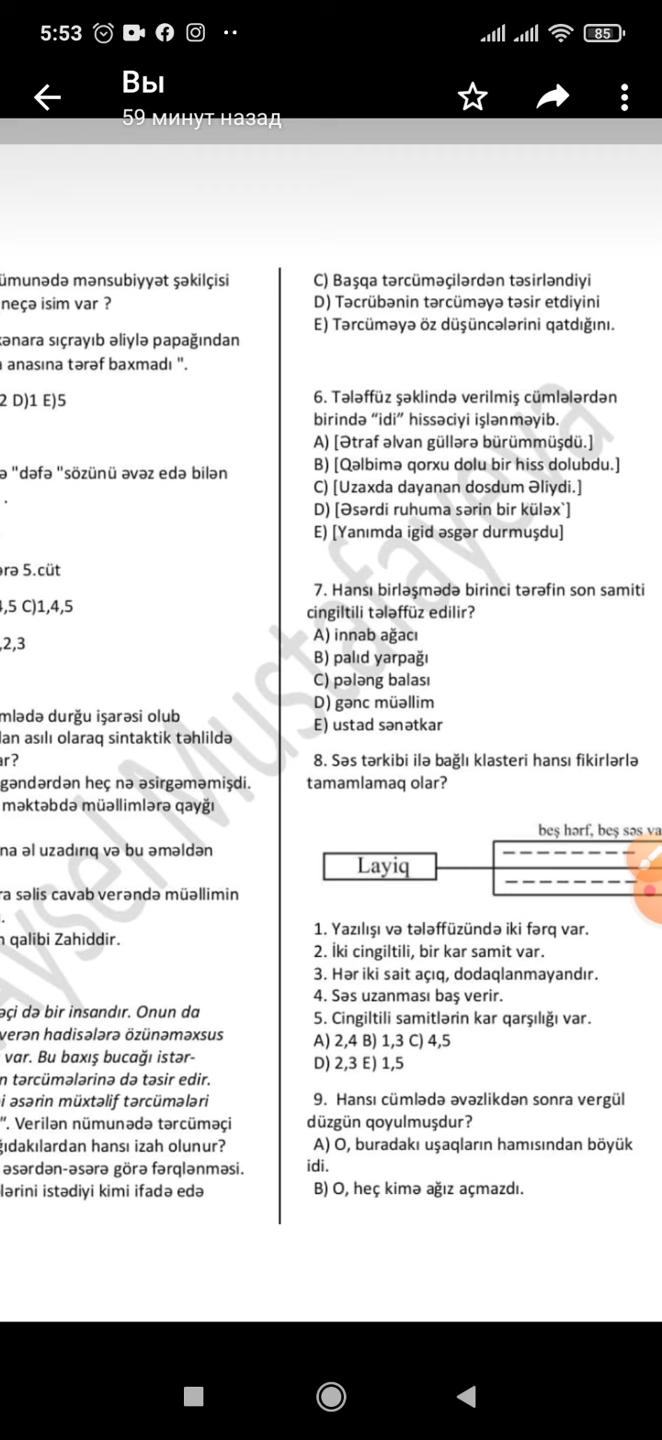 5:53
85
Вы
59 минут назад
ümunədə mənsubiyyət şəkilçisi
neçə isim var ?
kənara sıçrayıb əliylə papağından
anasına tərəf baxmadı ".
2 D)1 E)5
ə "dəfə "sözünü əvəz edə bilən
.
ərə 5.cüt
,5 C)1,4,5
,2,3
mlədə durğu işarəsi olub
lan asılı olaraq sintaktik təhlildə
ar?
gəndərdən heç nə əsirgəməmişdi.
məktəbdə müəllimlərə qayğı
na əl uzadırıq və bu əməldən
ra səlis cavab verəndə müəllimin
.
n qalibi Zahiddir.
əçi də bir insandır. Onun da
verən hadisələrə özünəməxsus
var. Bu baxış bucağı istər-
n tərcümələrinə də təsir edir.
i əsərin müxtəlif tərcümələri
". Verilən nümunədə tərcüməçi
ğıdakılardan hansı izah olunur?
əsərdən-əsərə görə fərqlənməsi.
lərini istədiyi kimi ifadə edə
C) Başqa tərcüməçilərdən təsirləndiyi
D) Təcrübənin tərcüməyə təsir etdiyini
E) Tərcüməyə öz düşüncələrini qatdığını.
6. Tələffüz şəklində verilmiş cümlələrdən
birində “idi” hissəciyi işlənməyib.
A) [Ətraf əlvan güllərə bürümmüşdü.]
B) [Qəlbimə qorxu dolu bir hiss dolubdu.]
C) [Uzaxda dayanan dosdum Əliydi.]
D) [Əsərdi ruhuma sərin bir küləx`]
E) [Yanımda igid əsgər durmuşdu]
7. Hansı birləşmədə birinci tərəfin son samiti
cingiltili tələffüz edilir?
A) innab ağacı
B) palıd yarpağı
C) pələng balası
D) gənc müəllim
E) ustad sənətkar
8. Səs tərkibi ilə bağlı klasteri hansı fikirlərlə
tamamlamaq olar?
beş hərf, beş səs va
Layiq
1. Yazılışı və tələffüzündə iki fərq var.
2. İki cingiltili, bir kar samit var.
3. Hər iki sait açıq, dodaqlanmayandır.
4. Səs uzanması baş verir.
5. Cingiltili samitlərin kar qarşılığı var.
A) 2,4 B) 1,3 C) 4,5
D) 2,3 E) 1,5
9. Hansı cümlədə əvəzlikdən sonra vergül
düzgün qoyulmuşdur?
A) O, buradakı uşaqların hamısından böyük
idi.
B) O, heç kimə ağız açmazdı.
Aysel Mustafayeva